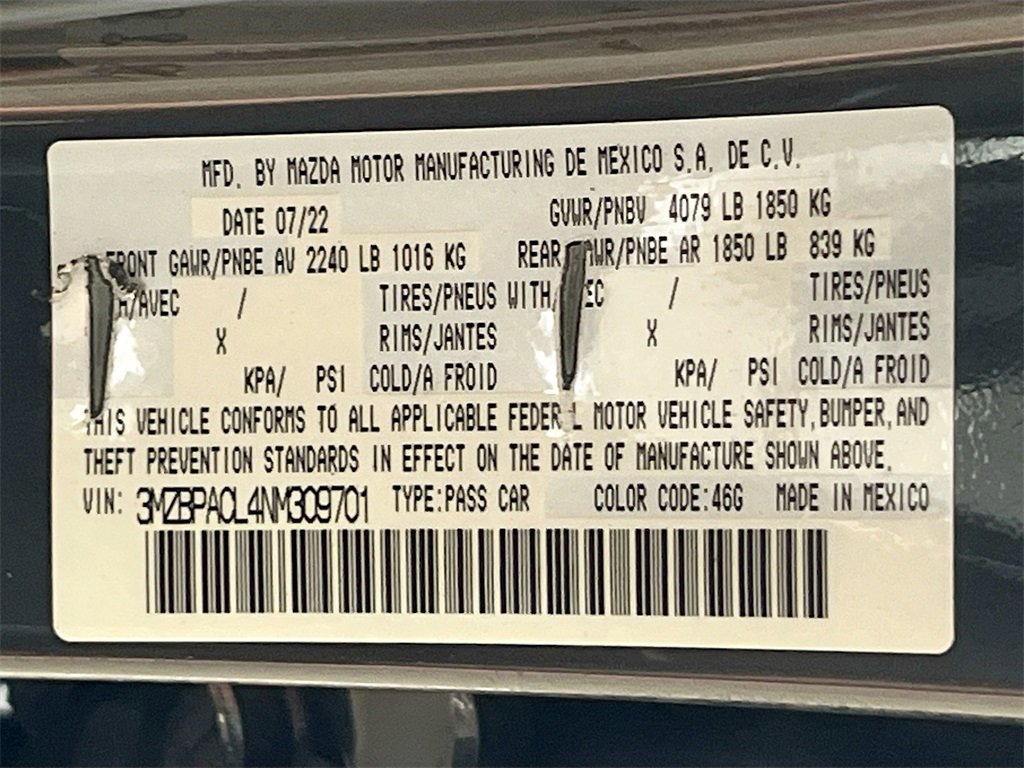 MFD. BY MAZDA MOTOR MANUFACTURING DE MEXICO S.A. DE C.V.
DATE 07/22 GVWR/PNBV 4079 LB 1850 KG
FRONT GAWR/PNBE AV 2240 LB 1016 KG REAR GAWR/PNBE AR 1850 LB 839 KG
/AVEC / TIRES/PNEUS WITH/ / TIRES/PNEUS
X RIMS/JANTES X RIMS/JANTES
KPA/ PSI COLD/A FROID KPA/ PSI COLD/A FROID
THIS VEHICLE CONFORMS TO ALL APPLICABLE FEDERAL MOTOR VEHICLE SAFETY, BUMPER, AND
THEFT PREVENTION STANDARDS IN EFFECT ON THE DATE OF MANUFACTURE SHOWN ABOVE.
VIN: 3MZBPACL4NM309701 TYPE:PASS CAR COLOR CODE:46G MADE IN MEXICO